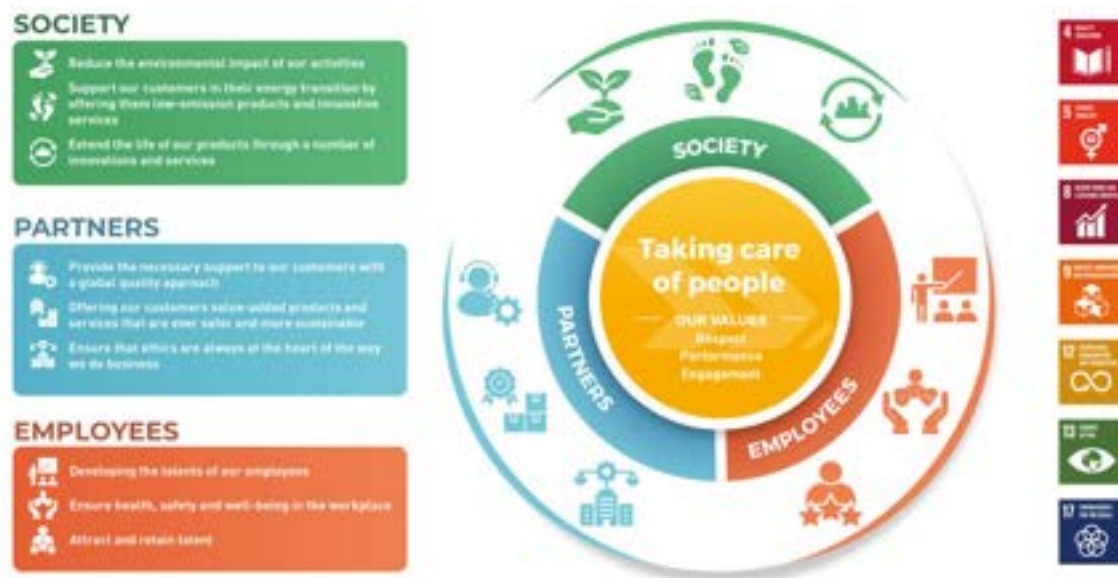 SOCIETY
Reduce the environmental impact of our activities
Support our customers in their energy transition by
offering them low-emission products and innovative
services
Extend the life of our products through a number of
innovations and services
PARTNERS
Provide the necessary support to our customers with
a global quality approach
Offering our customers value-added products and
services that are ever safer and more sustainable
Ensure that ethics are always at the heart of the way
we do business
EMPLOYEES
Developing the talents of our employees
Ensure health, safety and well-being in the workplace
Attract and retain talent
SOCIETY
PARTNERS
EMPLOYEES
Taking care
of people
OUR VALUES
Respect
Performance
Engagement
4
5
8
9
12
13
17